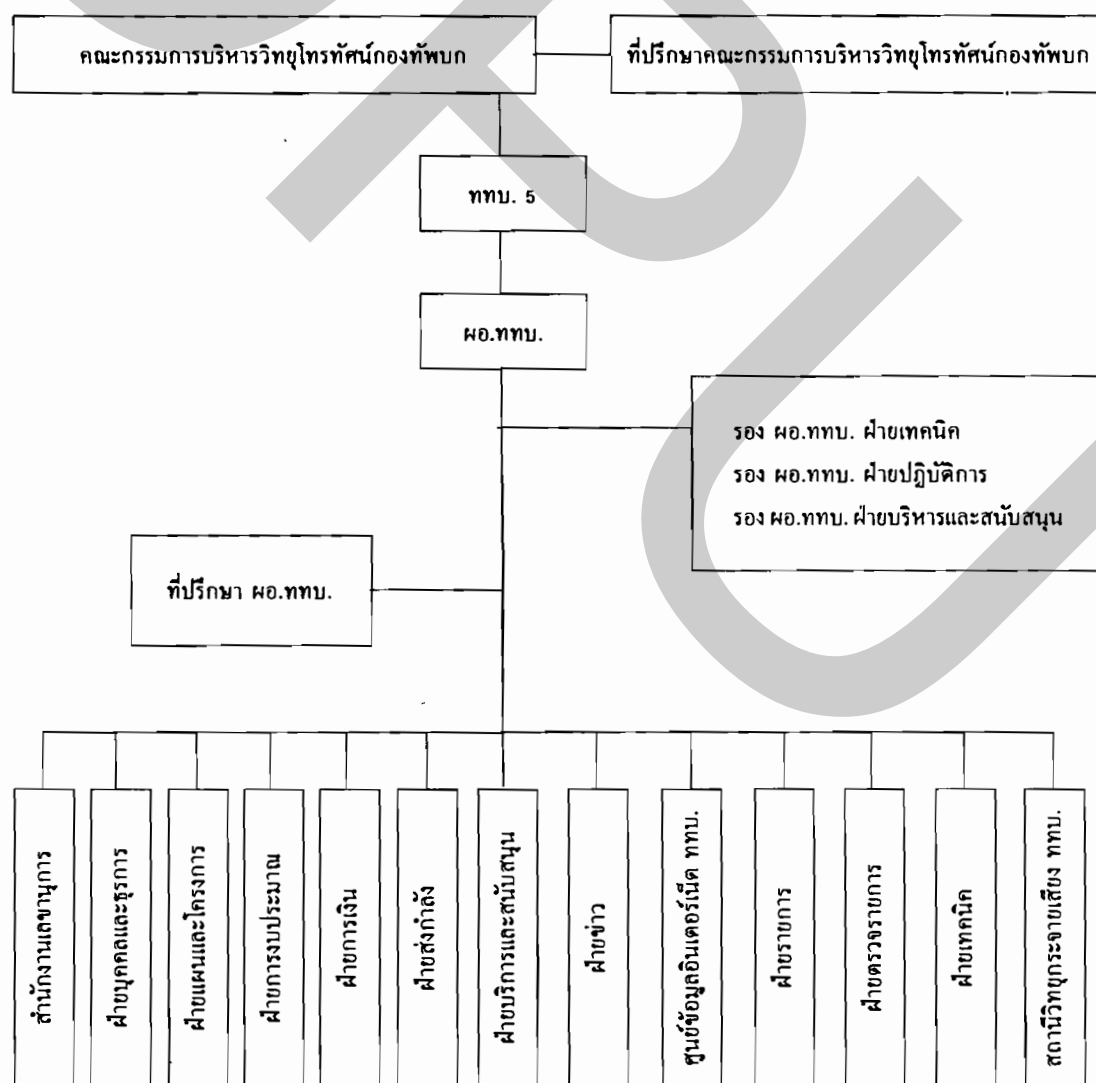 คณะกรรมการบริหารวิทยุโทรทัศน์กองทัพบก
ที่ปรึกษาคณะกรรมการบริหารวิทยุโทรทัศน์กองทัพบก
ททบ. 5
ผอ.ททบ.
รอง ผอ.ททบ. ฝ่ายเทคนิค
รอง ผอ.ททบ. ฝ่ายปฏิบัติการ
รอง ผอ.ททบ. ฝ่ายบริหารและสนับสนุน
ที่ปรึกษา ผอ.ททบ.
สำนักงานเลขานุการ
ฝ่ายบุคคลและธุรการ
ฝ่ายแผนและโครงการ
ฝ่ายการงบประมาณ
ฝ่ายการเงิน
ฝ่ายส่งกำลัง
ฝ่ายบริการและสนับสนุน
ฝ่ายข่าว
ศูนย์ข้อมูลอินเตอร์เน็ต ททบ.
ฝ่ายรายการ
ฝ่ายตรวจรายการ
ฝ่ายเทคนิค
สถานีวิทยุกระจายเสียง ททบ.